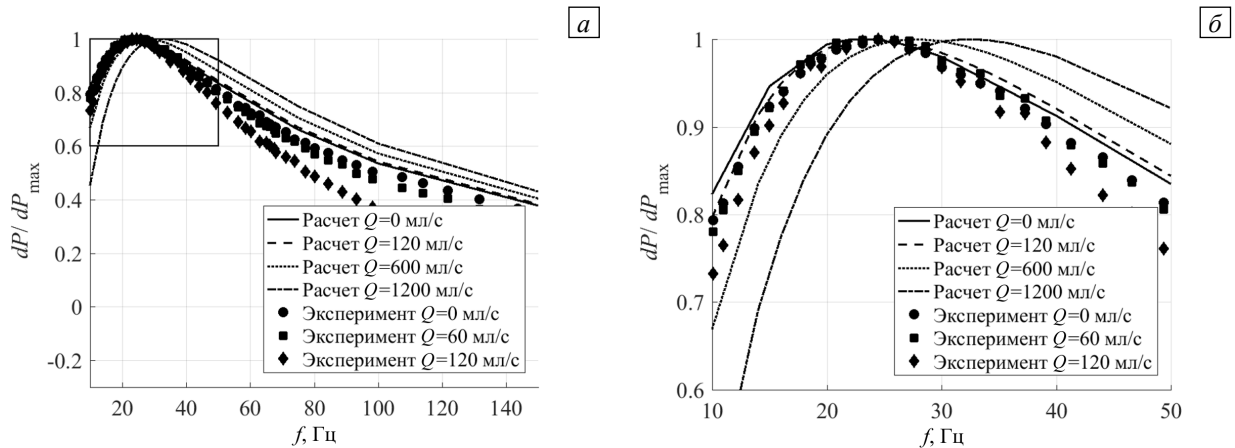 а
1
0.8
0.6
0.4
0.2
0
-0.2
dP/ dPmax
20
40
60
80
100
120
140
f, Гц
Расчет Q=0 мл/с
Расчет Q=120 мл/с
Расчет Q=600 мл/с
Расчет Q=1200 мл/с
Эксперимент Q=0 мл/с
Эксперимент Q=60 мл/с
Эксперимент Q=120 мл/с
б
1
0.9
0.8
0.7
0.6
dP/ dPmax
10
20
30
40
50
f, Гц
Расчет Q=0 мл/с
Расчет Q=120 мл/с
Расчет Q=600 мл/с
Расчет Q=1200 мл/с
Эксперимент Q=0 мл/с
Эксперимент Q=60 мл/с
Эксперимент Q=120 мл/с